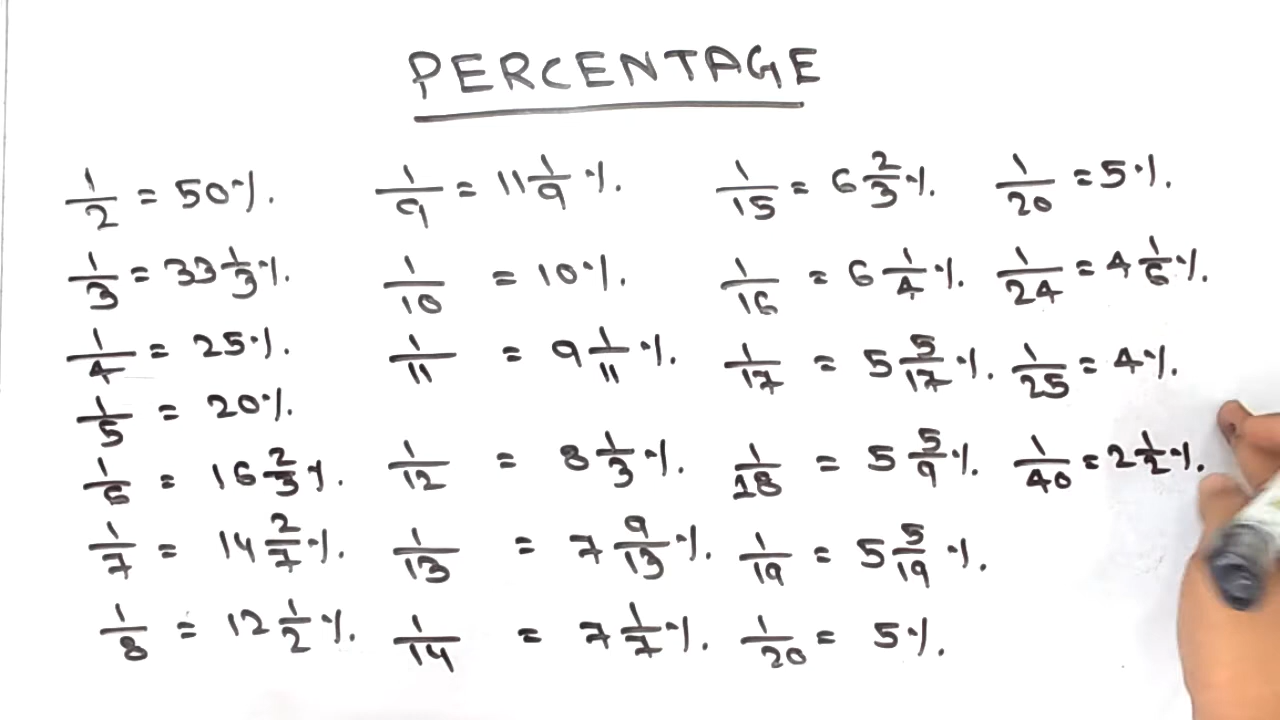 PERCENTAGE
1/2 = 50%.
1/3 = 33 1/3 %.
1/4 = 25%.
1/5 = 20%.
1/6 = 16 2/3 %.
1/7 = 14 2/7 %.
1/8 = 12 1/2 %.
1/9 = 11 1/9 %.
1/10 = 10%.
1/11 = 9 1/11 %.
1/12 = 8 1/3 %.
1/13 = 7 9/13 %.
1/14 = 7 1/7 %.
1/15 = 6 2/3 %.
1/16 = 6 1/4 %.
1/17 = 5 5/17 %.
1/18 = 5 5/9 %.
1/19 = 5 5/19 %.
1/20 = 5%.
1/20 = 5%.
1/24 = 4 1/6 %.
1/25 = 4%.
1/40 = 2 1/2 %.